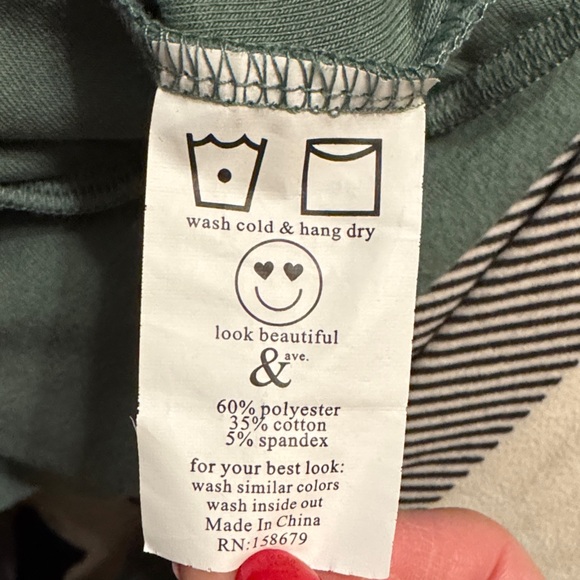 wash cold & hang dry
look beautiful
& ave.
60% polyester
35% cotton
5% spandex
for your best look:
wash similar colors
wash inside out
Made In China
RN:158679